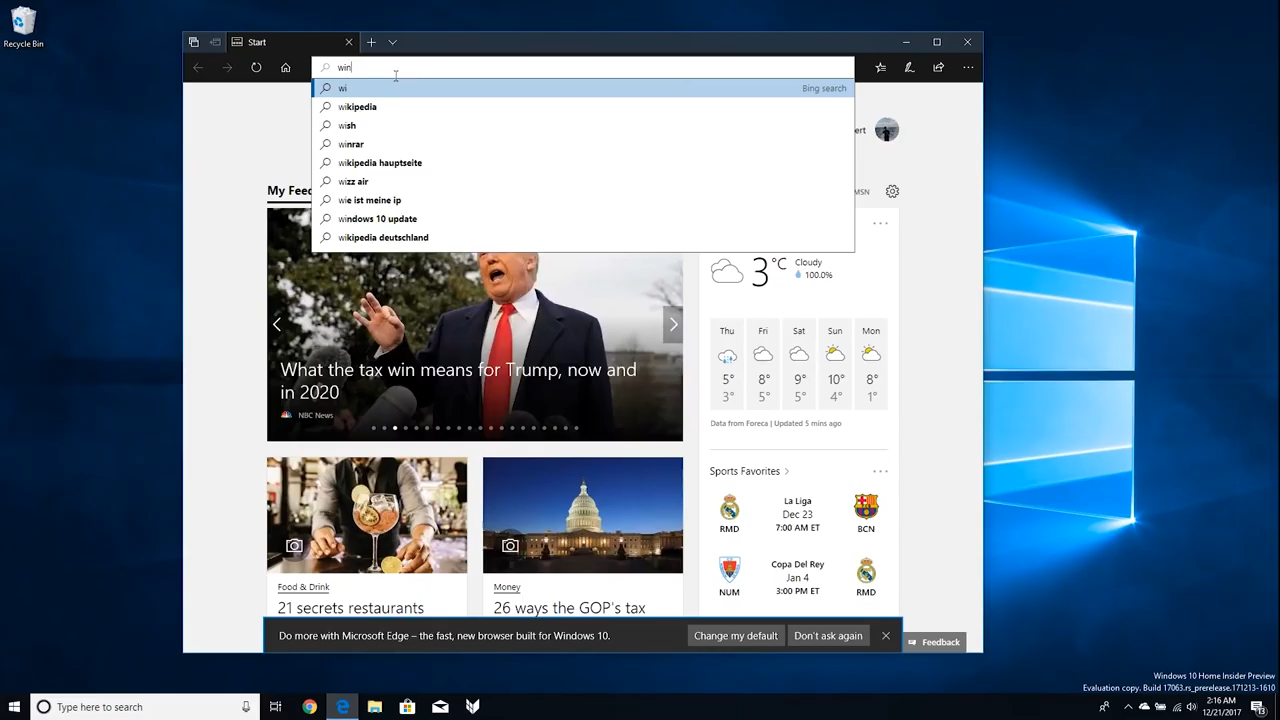 Recycle Bin
Start
win
wi
Bing search
wikipedia
wish
winrar
wikipedia hauptseite
wizz air
wie ist meine ip
windows 10 update
wikipedia deutschland
ert
My Feed
MSN
What the tax win means for Trump, now and
in 2020
NBC News
3°C
Cloudy
100.0%
Thu Fri Sat Sun Mon
5° 8° 9° 10° 8°
3° 5° 5° 4° 1°
Data from Foreca | Updated 5 mins ago
Sports Favorites
La Liga
Dec 23
7:00 AM ET
RMD
BCN
Copa Del Rey
Jan 4
3:00 PM ET
NUM
RMD
Food & Drink
21 secrets restaurants
Money
26 ways the GOP's tax
Do more with Microsoft Edge – the fast, new browser built for Windows 10.
Change my default
Don't ask again
Feedback
Windows 10 Home Insider Preview
Evaluation copy. Build 17063.rs_prerelease.171213-1610
Type here to search
2:16 AM
12/21/2017
13